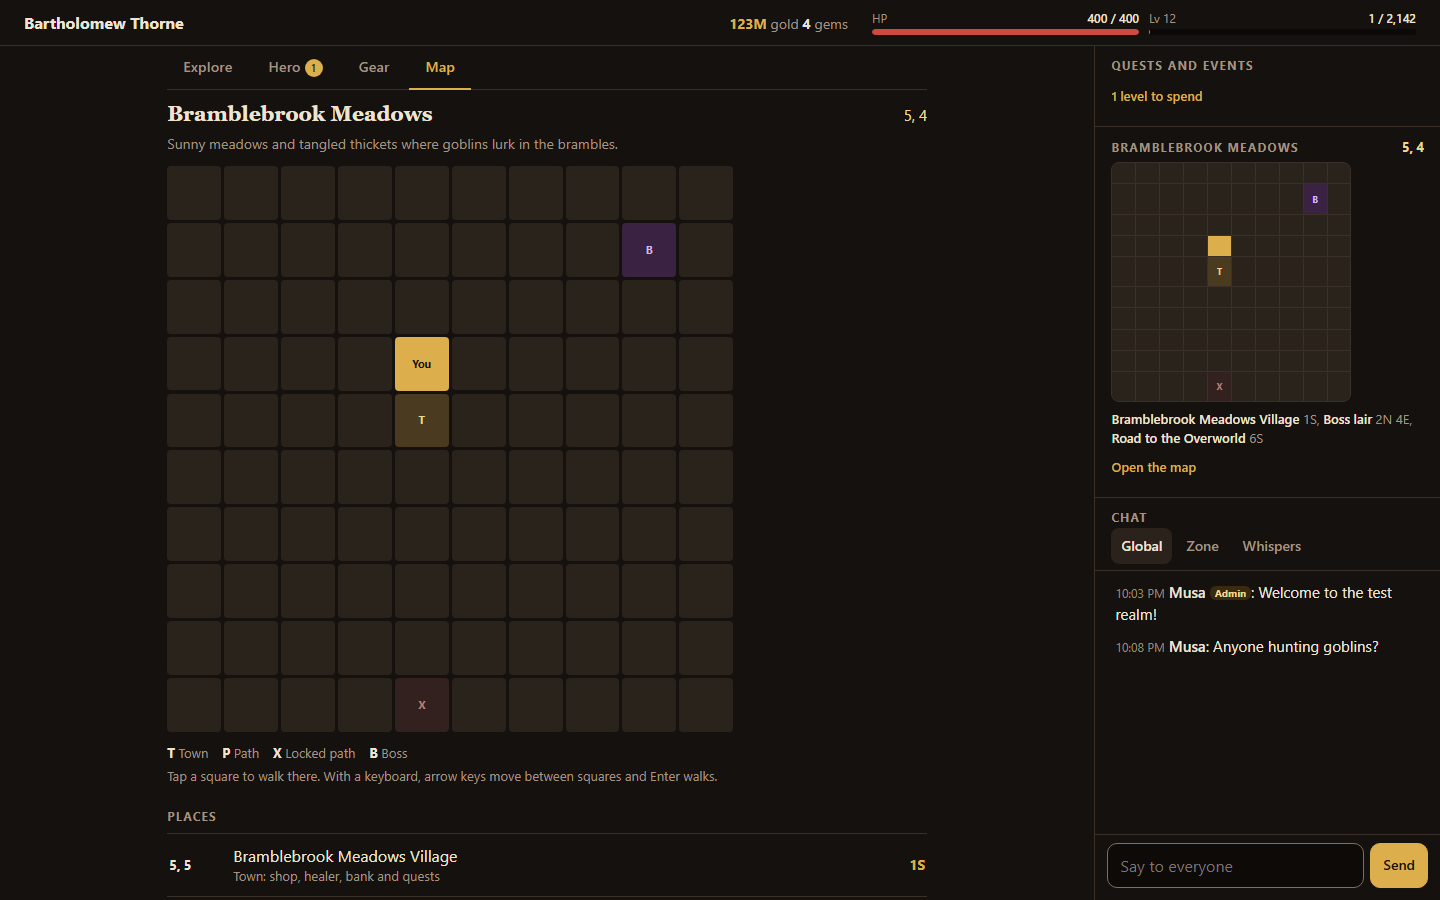 Bartholomew Thorne
123M gold 4 gems
HP 400 / 400
Lv 12 1 / 2,142
Explore Hero 1 Gear Map
Bramblebrook Meadows 5, 4
Sunny meadows and tangled thickets where goblins lurk in the brambles.
B
You
T
X
T Town P Path X Locked path B Boss
Tap a square to walk there. With a keyboard, arrow keys move between squares and Enter walks.
PLACES
5, 5 Bramblebrook Meadows Village 1S
Town: shop, healer, bank and quests
QUESTS AND EVENTS
1 level to spend
BRAMBLEBROOK MEADOWS 5, 4
B
T
X
Bramblebrook Meadows Village 1S, Boss lair 2N 4E,
Road to the Overworld 6S
Open the map
CHAT
Global Zone Whispers
10:03 PM Musa Admin: Welcome to the test
realm!
10:08 PM Musa: Anyone hunting goblins?
Say to everyone Send